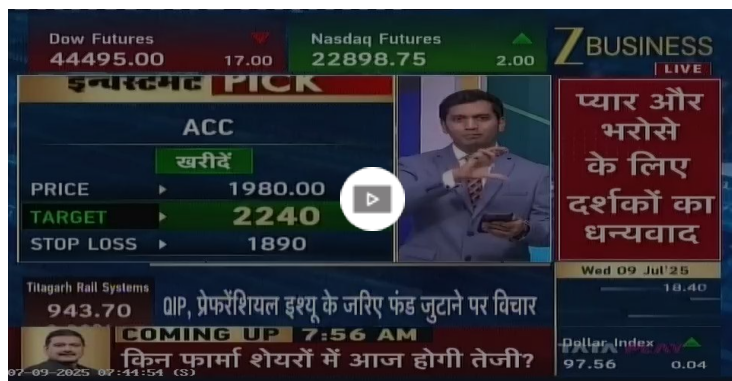 Dow Futures
44495.00
17.00
Nasdaq Futures
22898.75
2.00
Z BUSINESS
LIVE
इन्वेस्टमेंट PICK
ACC
खरीदें
PRICE 1980.00
TARGET 2240
STOP LOSS 1890
प्यार और
भरोसे
के लिए
दर्शकों का
धन्यवाद
Wed 09 Jul'25
18.40
Titagarh Rail Systems
943.70
QIP, प्रेफरेंशियल इश्यू के जरिए फंड जुटाने पर विचार
COMING UP 7:56 AM
किन फार्मा शेयरों में आज होगी तेजी?
Dollar Index
TATA PLAY
97.56
0.04
07-09-2025 07:44:54 (S)